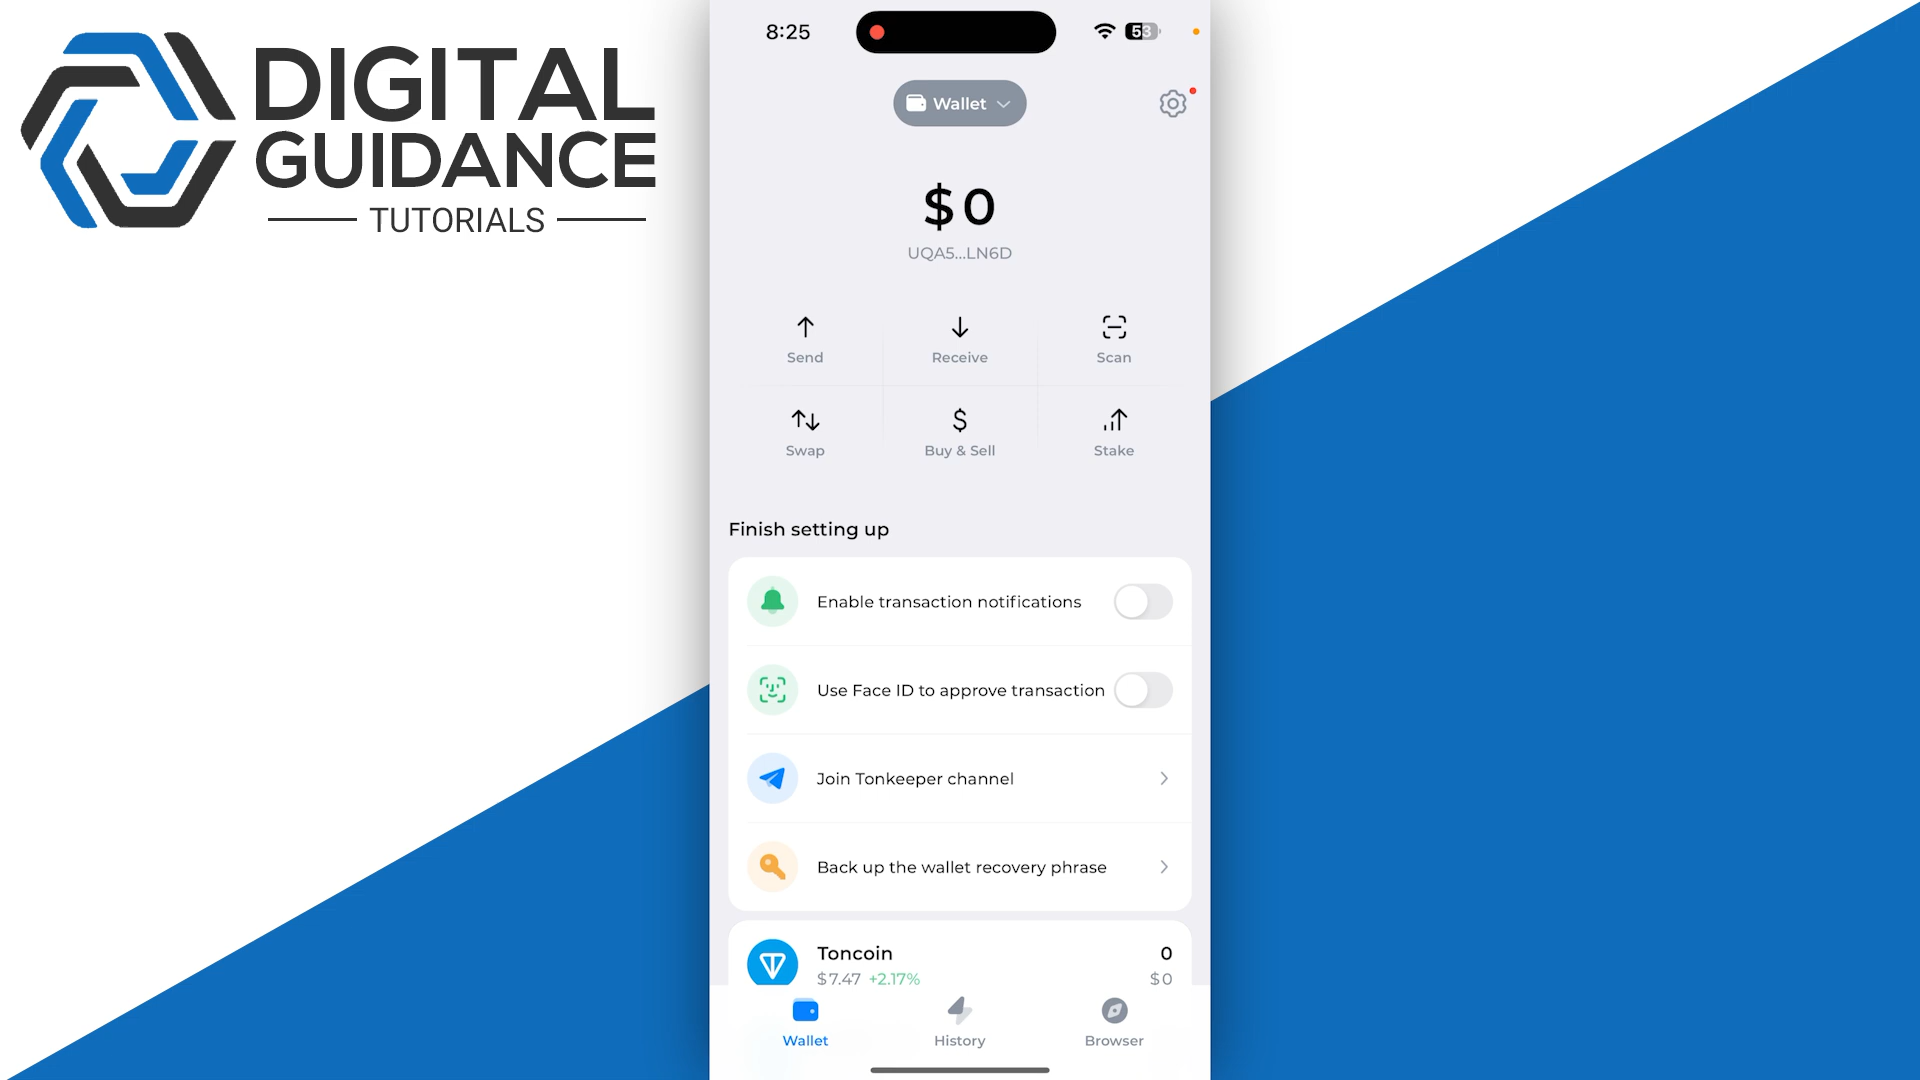 DIGITAL
GUIDANCE
TUTORIALS
8:25
53
Wallet
$0
UQA5...LN6D
Send
Receive
Scan
Swap
Buy & Sell
Stake
Finish setting up
Enable transaction notifications
Use Face ID to approve transaction
Join Tonkeeper channel
Back up the wallet recovery phrase
Toncoin
0
$7.47 +2.17%
$0
Wallet
History
Browser